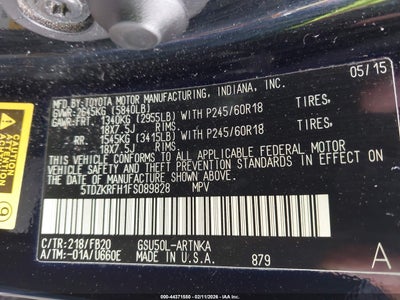 MFD.BY:TOYOTA MOTOR MANUFACTURING, INDIANA, INC.
05/15
GVWR 2645KG (5840LB)
GAWR:FRT 1340KG (2955LB) WITH P245/60R18 TIRES,
18X7.5J RIMS,
RR 1545KG (3415LB) WITH P245/60R18 TIRES,
18X7.5J RIMS,
THIS VEHICLE CONFORMS TO ALL APPLICABLE FEDERAL MOTOR
VEHICLE SAFETY AND THEFT PREVENTION STANDARDS IN EFFECT
ON THE DATE OF MANUFACTURE SHOWN ABOVE.
5TDZKRFH1FS089828 MPV
C/TR:218/FB20 GSU50L-ARTNKA
A/TM:-01A/U660E MADE IN U.S.A. 879
A
ATTENTION
IAA: 44371550 - 02/11/2026 -